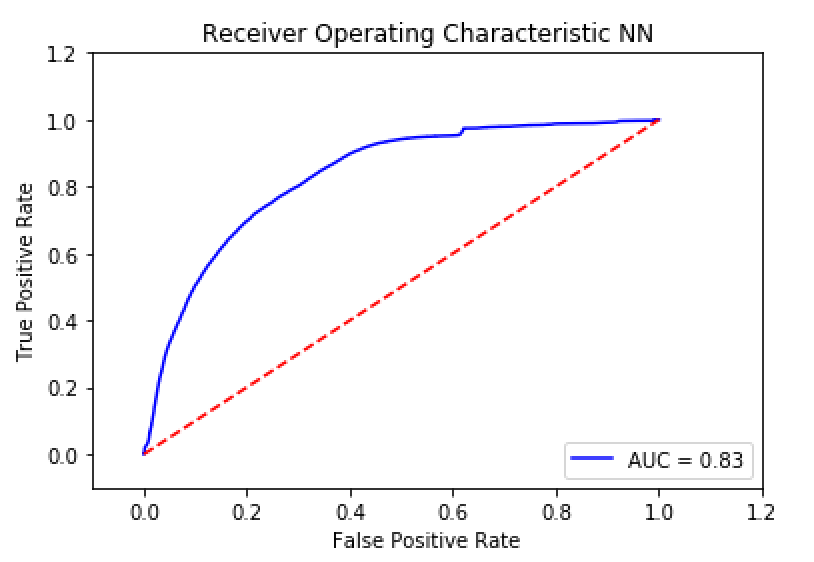 Receiver Operating Characteristic NN
1.2
1.0
0.8
0.6
0.4
0.2
0.0
True Positive Rate
AUC = 0.83
0.0 0.2 0.4 0.6 0.8 1.0 1.2
False Positive Rate